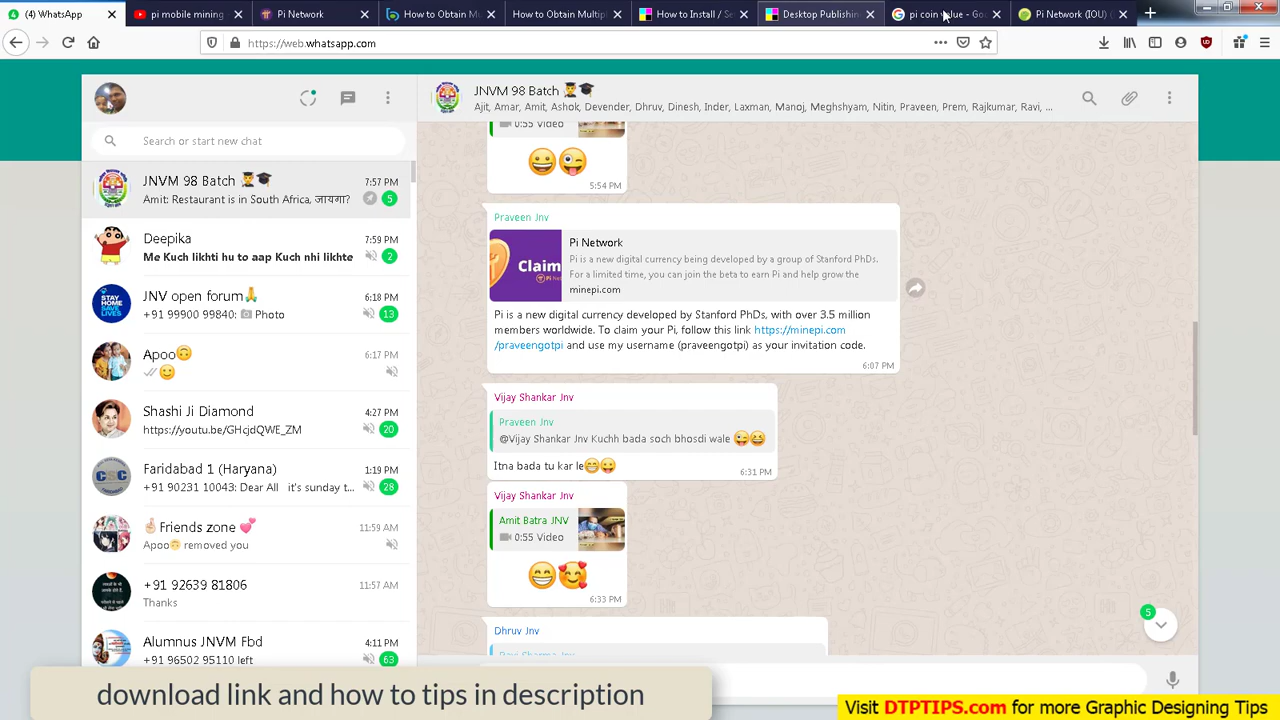 (4) WhatsApp
pi mobile mining
Pi Network
How to Obtain Mu
How to Obtain Multipl
How to Install / Se
Desktop Publishin
pi coin value - Go
Pi Network (IOU) (
https://web.whatsapp.com
Search or start new chat
JNVM 98 Batch 👨‍🎓🎓 7:57 PM
Amit: Restaurant is in South Africa, जायगा? 5
Deepika 7:59 PM
Me Kuch likhti hu to aap Kuch nhi likhte 2
STAY HOME SAVE LIVES
JNV open forum🙏 6:18 PM
+91 99900 99840: Photo 13
Apoo🙃 6:17 PM
🙂
Shashi Ji Diamond 4:27 PM
https://youtu.be/GHcjdQWE_ZM 20
CSC
Faridabad 1 (Haryana) 1:19 PM
+91 90231 10043: Dear All it's sunday t... 28
🤞Friends zone 💕 11:59 AM
Apoo🙃 removed you
+91 92639 81806 11:57 AM
Thanks
Alumnus JNVM Fbd 4:11 PM
+91 96502 95110 left 63
JNVM 98 Batch 👨‍🎓🎓
Ajit, Amar, Amit, Ashok, Devender, Dhruv, Dinesh, Inder, Laxman, Manoj, Meghshyam, Nitin, Praveen, Prem, Rajkumar, Ravi, ...
0:55 Video
😀😜
5:54 PM
Praveen Jnv
Claim
Pi Network
Pi is a new digital currency being developed by a group of Stanford PhDs.
For a limited time, you can join the beta to earn Pi and help grow the
minepi.com
Pi is a new digital currency developed by Stanford PhDs, with over 3.5 million
members worldwide. To claim your Pi, follow this link https://minepi.com
/praveengotpi and use my username (praveengotpi) as your invitation code.
6:07 PM
Vijay Shankar Jnv
Praveen Jnv
@Vijay Shankar Jnv Kuchh bada soch bhosdi wale 😜😆
Itna bada tu kar le😁😛
6:31 PM
Vijay Shankar Jnv
Amit Batra JNV
0:55 Video
😁🥰
6:33 PM
Dhruv Jnv
Ravi Sharma Jnv
5
download link and how to tips in description
Visit DTPTIPS.com for more Graphic Designing Tips